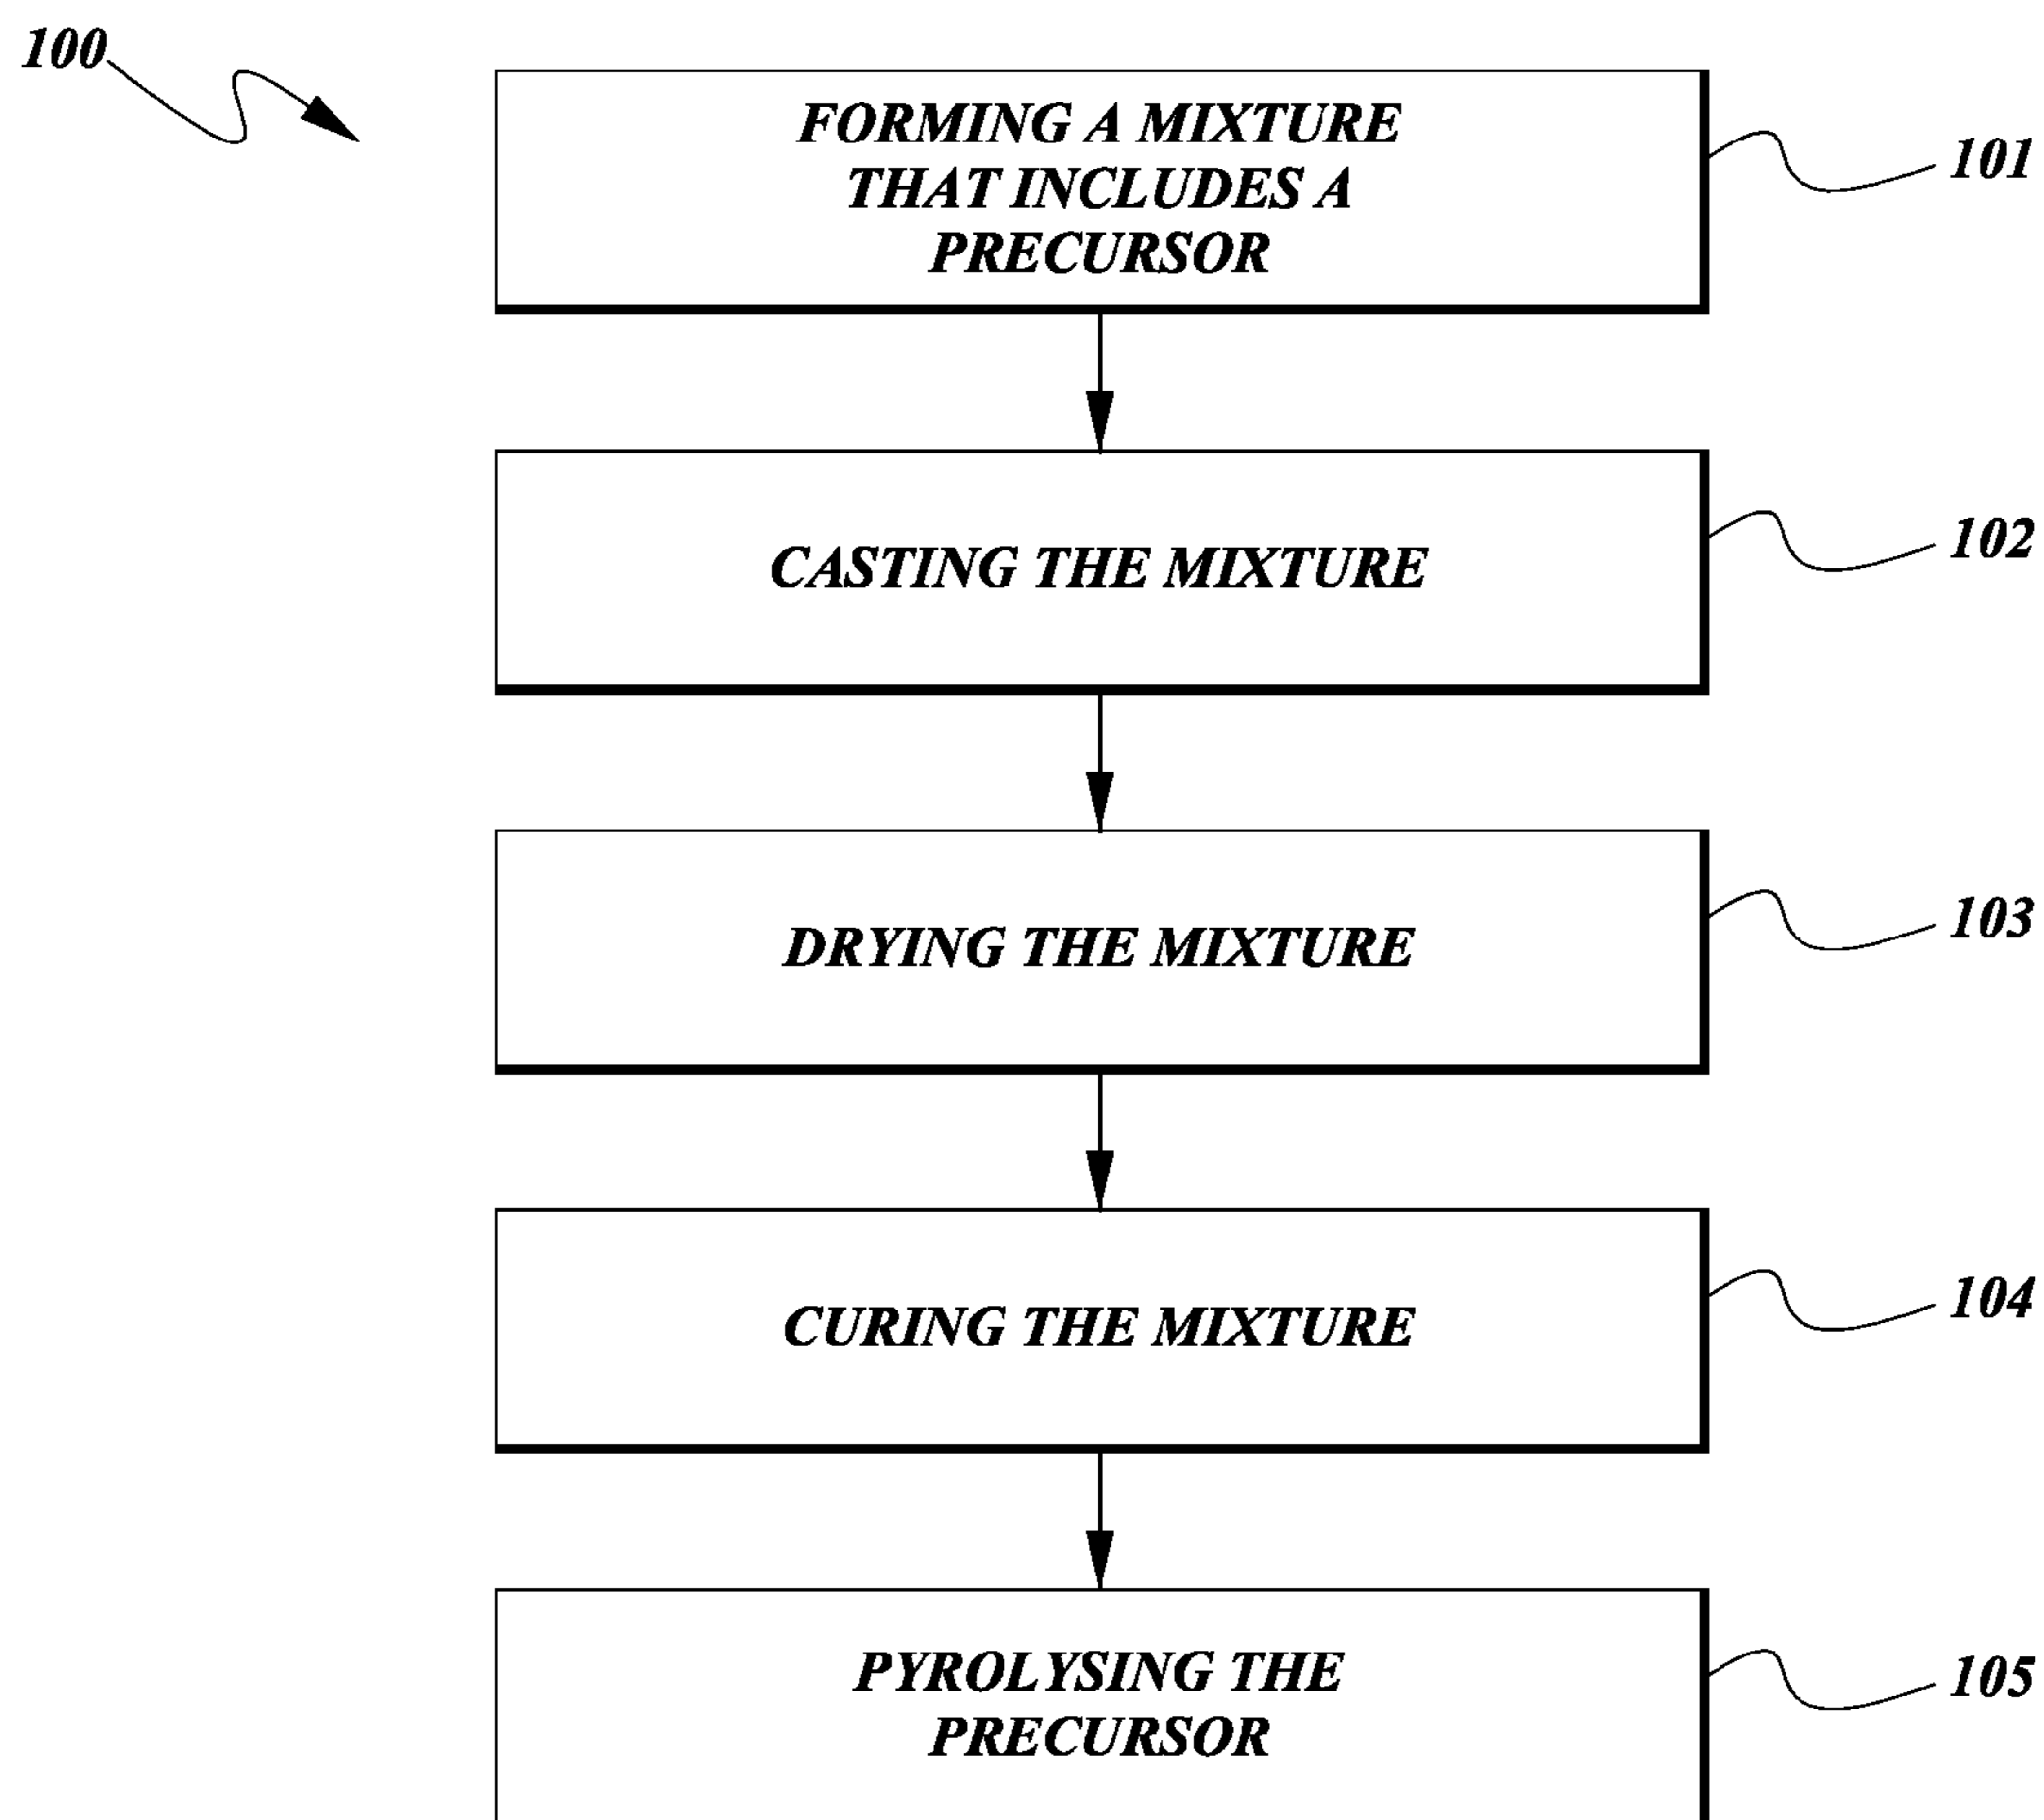 100
FORMING A MIXTURE
THAT INCLUDES A
PRECURSOR
101
CASTING THE MIXTURE
102
DRYING THE MIXTURE
103
CURING THE MIXTURE
104
PYROLYSING THE
PRECURSOR
105